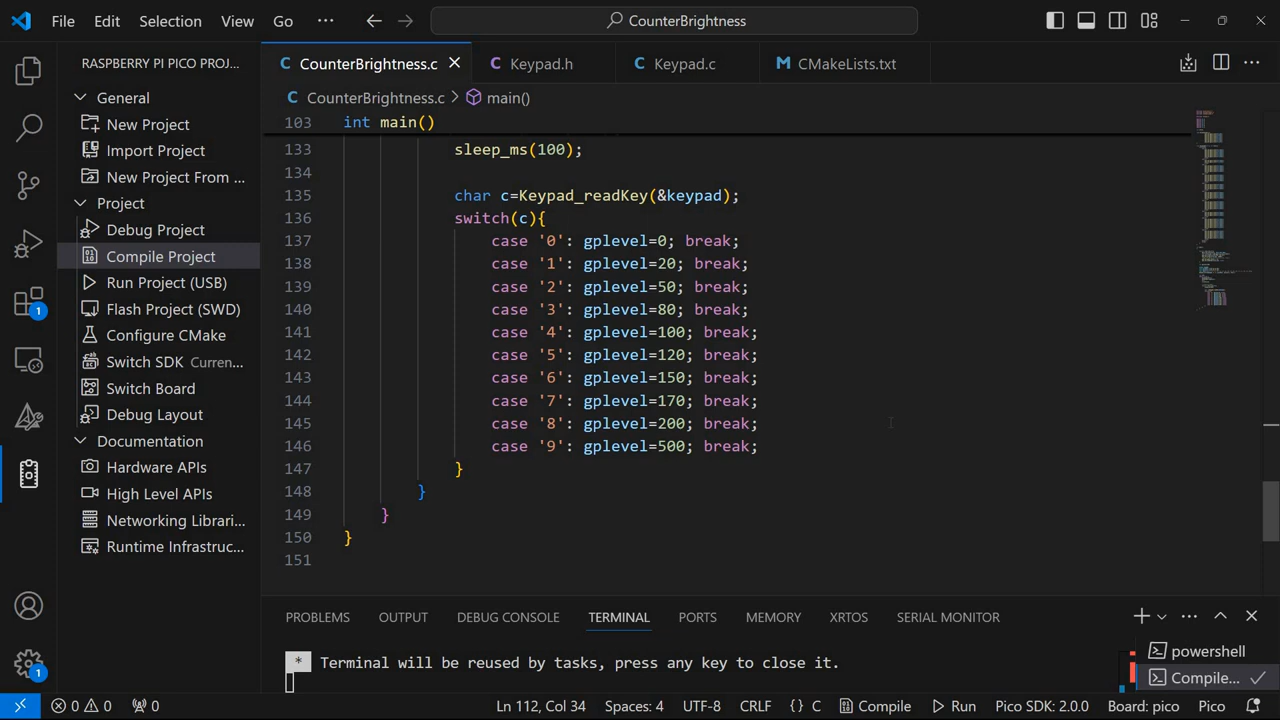 File Edit Selection View Go ··· CounterBrightness
RASPBERRY PI PICO PROJ...
General
New Project
Import Project
New Project From ...
Project
Debug Project
Compile Project
Run Project (USB)
Flash Project (SWD)
Configure CMake
Switch SDK Curren...
Switch Board
Debug Layout
Documentation
Hardware APIs
High Level APIs
Networking Librari...
Runtime Infrastruc...
1
1
CounterBrightness.c Keypad.h Keypad.c CMakeLists.txt
CounterBrightness.c > main()
103 int main()
133 sleep_ms(100);
134
135 char c=Keypad_readKey(&keypad);
136 switch(c){
137 case '0': gplevel=0; break;
138 case '1': gplevel=20; break;
139 case '2': gplevel=50; break;
140 case '3': gplevel=80; break;
141 case '4': gplevel=100; break;
142 case '5': gplevel=120; break;
143 case '6': gplevel=150; break;
144 case '7': gplevel=170; break;
145 case '8': gplevel=200; break;
146 case '9': gplevel=500; break;
147 }
148 }
149 }
150 }
151
PROBLEMS OUTPUT DEBUG CONSOLE TERMINAL PORTS MEMORY XRTOS SERIAL MONITOR
* Terminal will be reused by tasks, press any key to close it.
powershell
Compile...
0 0 0 Ln 112, Col 34 Spaces: 4 UTF-8 CRLF {} C Compile Run Pico SDK: 2.0.0 Board: pico Pico